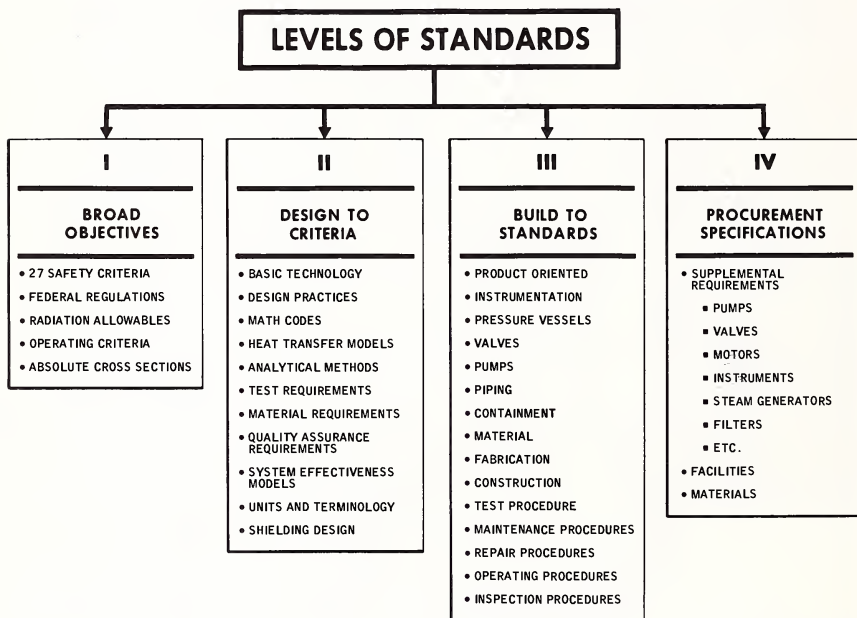 LEVELS OF STANDARDS
I
BROAD
OBJECTIVES
• 27 SAFETY CRITERIA
• FEDERAL REGULATIONS
• RADIATION ALLOWABLES
• OPERATING CRITERIA
• ABSOLUTE CROSS SECTIONS
II
DESIGN TO
CRITERIA
• BASIC TECHNOLOGY
• DESIGN PRACTICES
• MATH CODES
• HEAT TRANSFER MODELS
• ANALYTICAL METHODS
• TEST REQUIREMENTS
• MATERIAL REQUIREMENTS
• QUALITY ASSURANCE
REQUIREMENTS
• SYSTEM EFFECTIVENESS
MODELS
• UNITS AND TERMINOLOGY
• SHIELDING DESIGN
III
BUILD TO
STANDARDS
• PRODUCT ORIENTED
• INSTRUMENTATION
• PRESSURE VESSELS
• VALVES
• PUMPS
• PIPING
• CONTAINMENT
• MATERIAL
• FABRICATION
• CONSTRUCTION
• TEST PROCEDURE
• MAINTENANCE PROCEDURES
• REPAIR PROCEDURES
• OPERATING PROCEDURES
• INSPECTION PROCEDURES
IV
PROCUREMENT
SPECIFICATIONS
• SUPPLEMENTAL
REQUIREMENTS
▪ PUMPS
▪ VALVES
▪ MOTORS
▪ INSTRUMENTS
▪ STEAM GENERATORS
▪ FILTERS
▪ ETC.
• FACILITIES
• MATERIALS